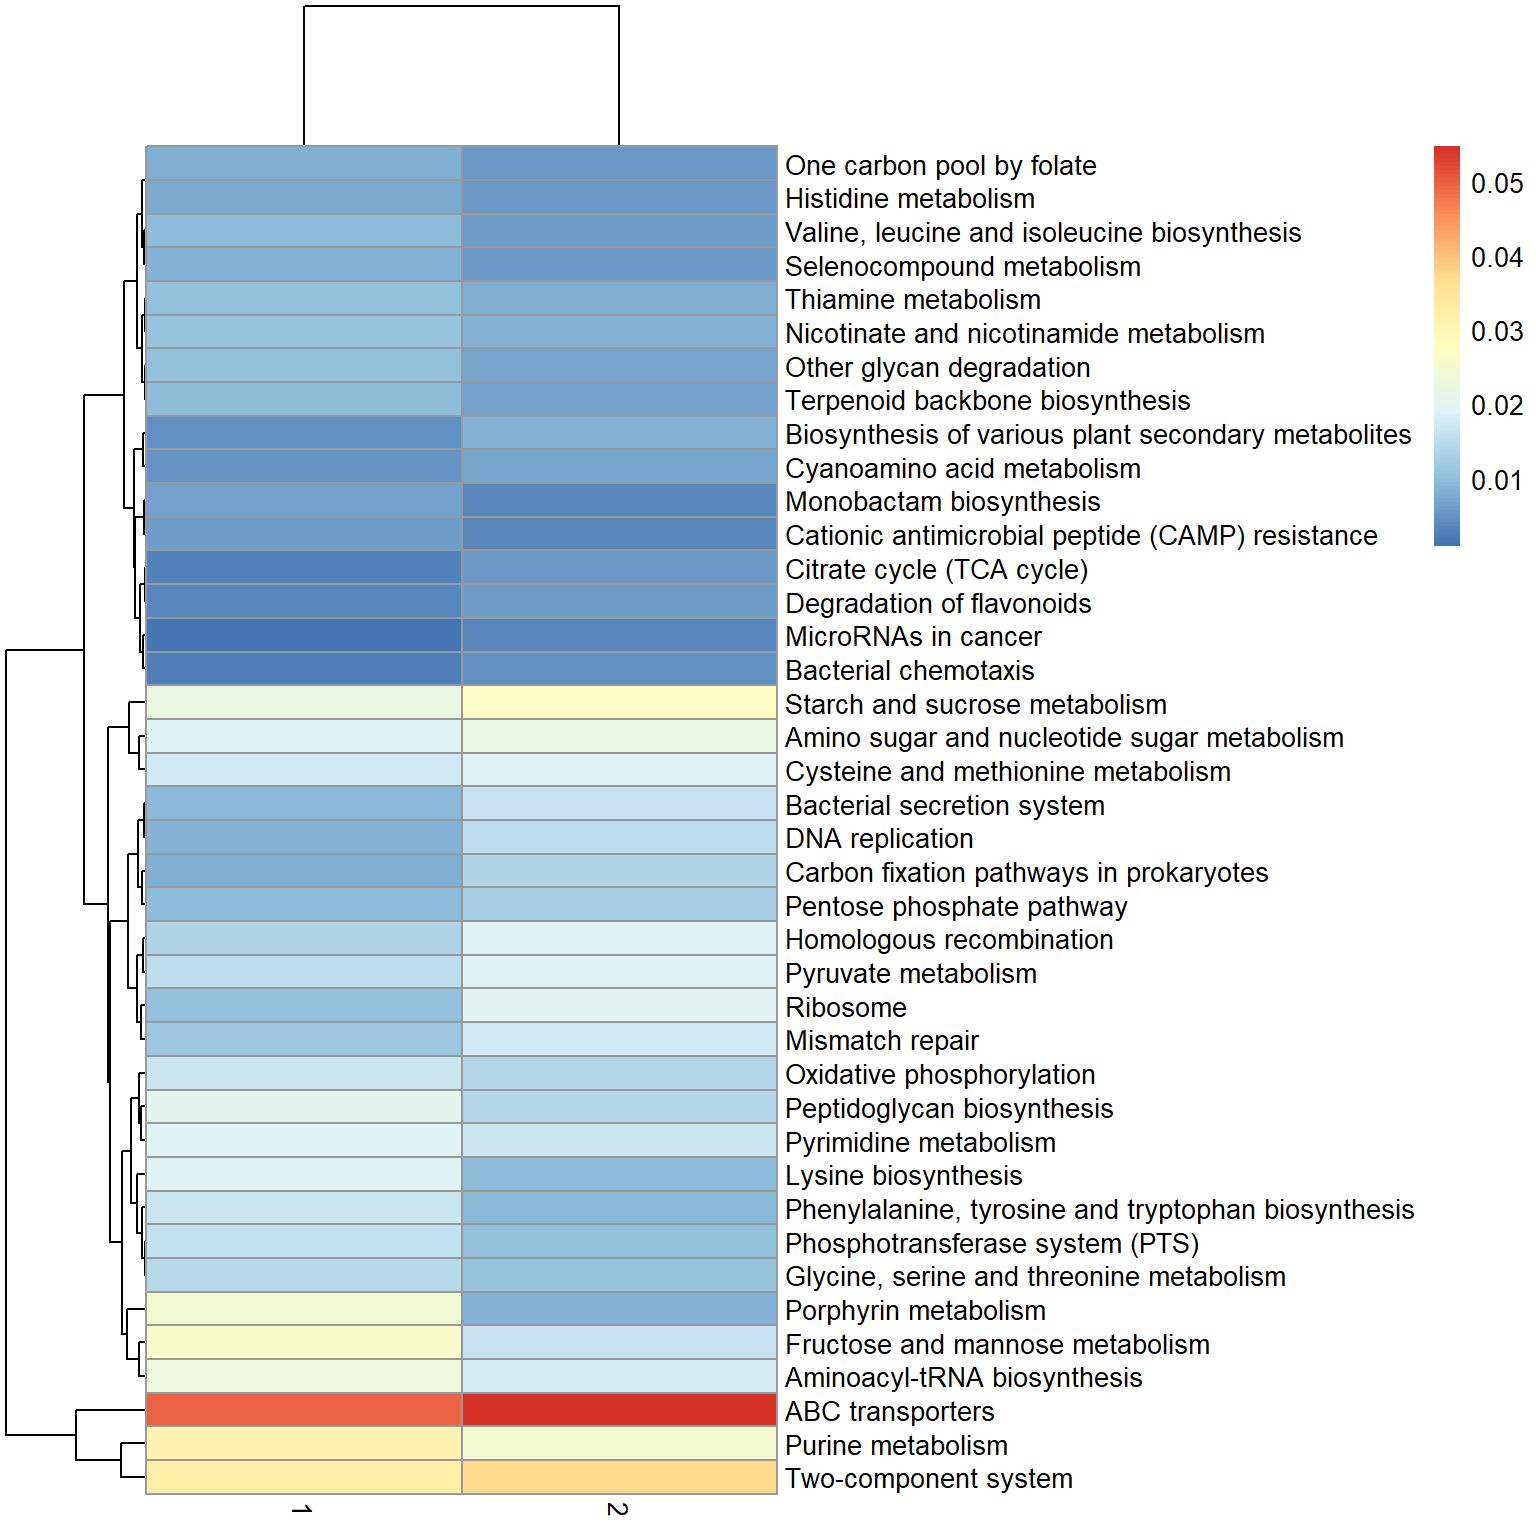 One carbon pool by folate
Histidine metabolism
Valine, leucine and isoleucine biosynthesis
Selenocompound metabolism
Thiamine metabolism
Nicotinate and nicotinamide metabolism
Other glycan degradation
Terpenoid backbone biosynthesis
Biosynthesis of various plant secondary metabolites
Cyanoamino acid metabolism
Monobactam biosynthesis
Cationic antimicrobial peptide (CAMP) resistance
Citrate cycle (TCA cycle)
Degradation of flavonoids
MicroRNAs in cancer
Bacterial chemotaxis
Starch and sucrose metabolism
Amino sugar and nucleotide sugar metabolism
Cysteine and methionine metabolism
Bacterial secretion system
DNA replication
Carbon fixation pathways in prokaryotes
Pentose phosphate pathway
Homologous recombination
Pyruvate metabolism
Ribosome
Mismatch repair
Oxidative phosphorylation
Peptidoglycan biosynthesis
Pyrimidine metabolism
Lysine biosynthesis
Phenylalanine, tyrosine and tryptophan biosynthesis
Phosphotransferase system (PTS)
Glycine, serine and threonine metabolism
Porphyrin metabolism
Fructose and mannose metabolism
Aminoacyl-tRNA biosynthesis
ABC transporters
Purine metabolism
Two-component system
1
2
0.05
0.04
0.03
0.02
0.01